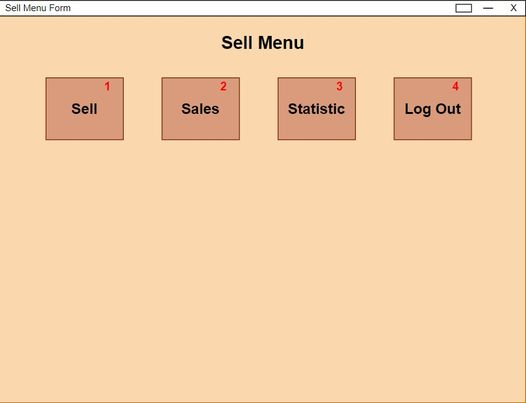 Sell Menu Form
X
Sell Menu
1
2
3
4
Sell
Sales
Statistic
Log Out